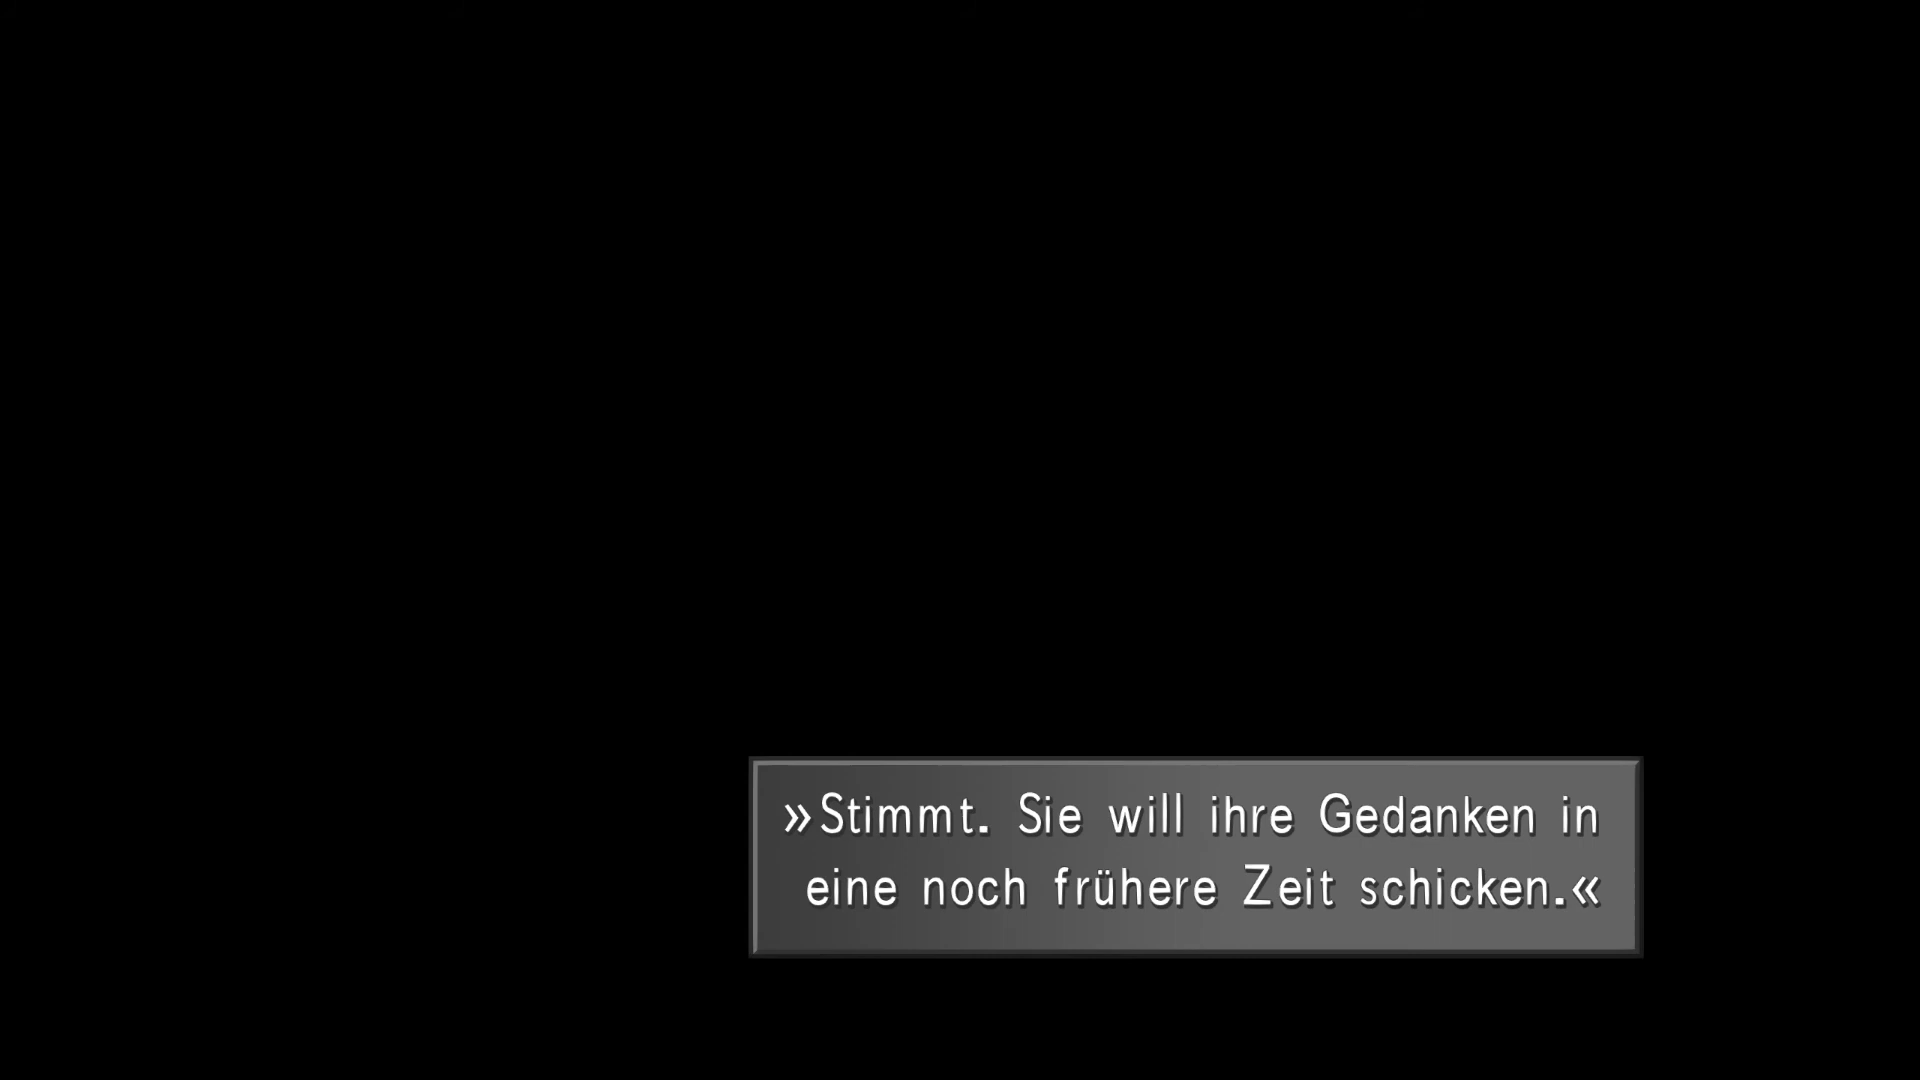 »Stimmt. Sie will ihre Gedanken in
eine noch frühere Zeit schicken.«